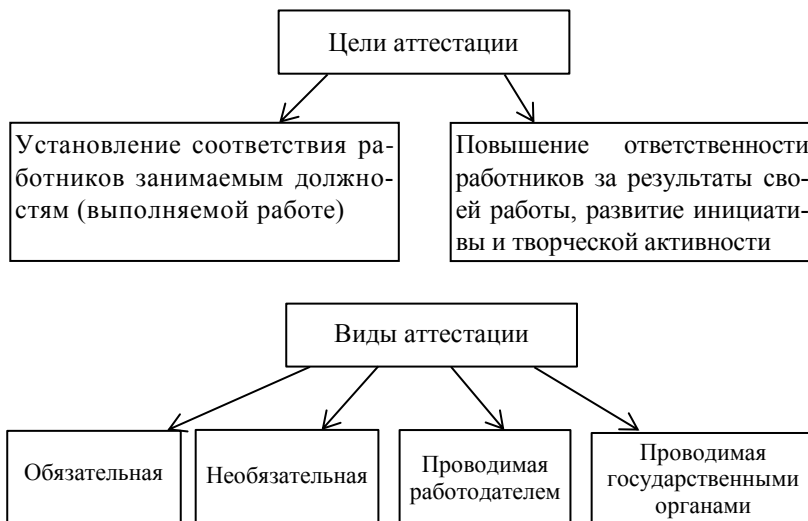 Цели аттестации
Установление соответствия ра-
ботников занимаемым должно-
стям (выполняемой работе)
Повышение ответственности
работников за результаты сво-
ей работы, развитие инициати-
вы и творческой активности
Виды аттестации
Обязательная
Необязательная
Проводимая
работодателем
Проводимая
государственными
органами